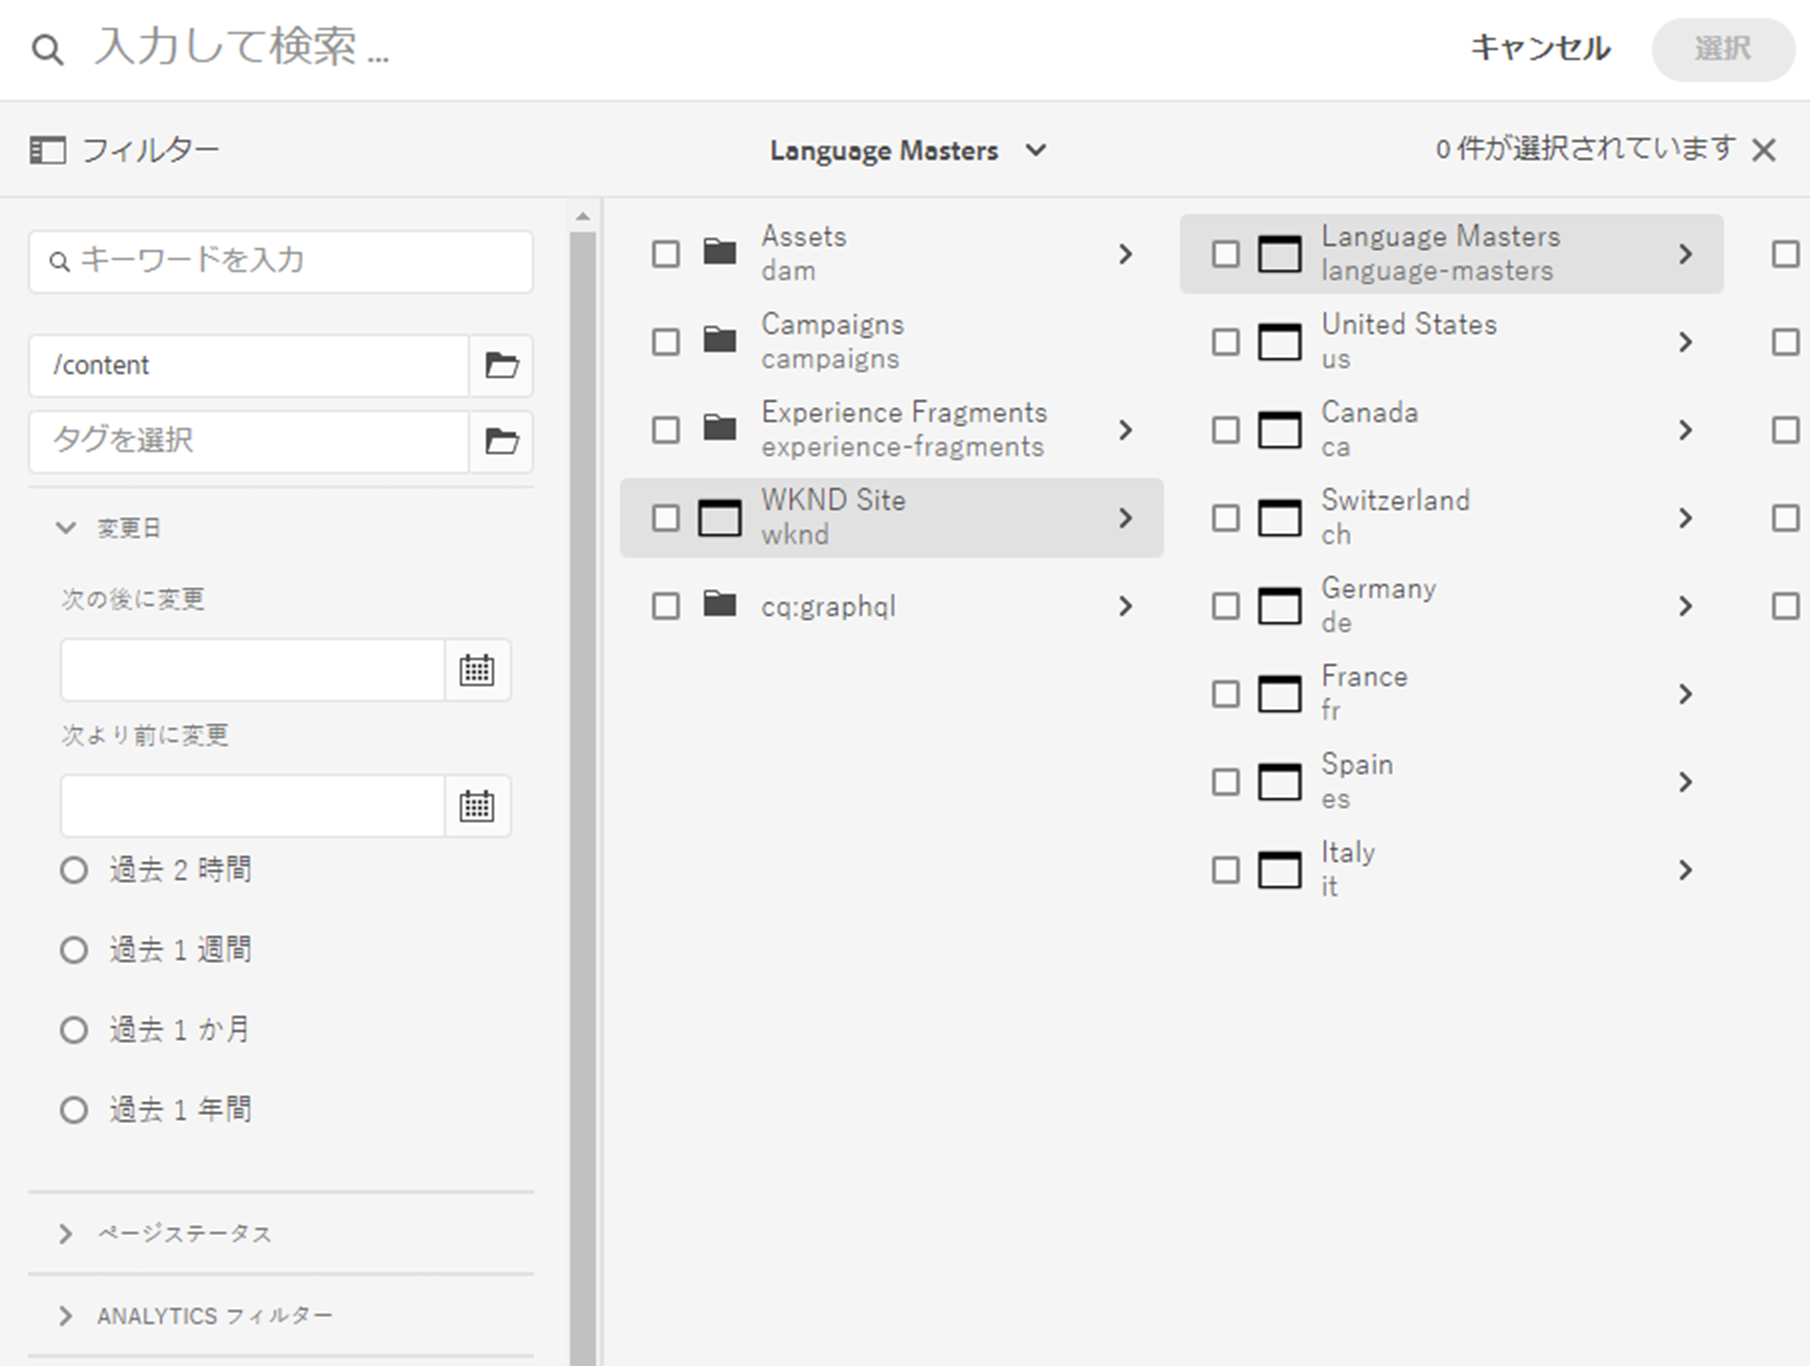 入力して検索 ...
キャンセル
選択
フィルター
Language Masters
0 件が選択されています
キーワードを入力
/content
タグを選択
変更日
次の後に変更
次より前に変更
過去 2 時間
過去 1 週間
過去 1 か月
過去 1 年間
ページステータス
ANALYTICS フィルター
Assets
dam
Campaigns
campaigns
Experience Fragments
experience-fragments
WKND Site
wknd
cq:graphql
Language Masters
language-masters
United States
us
Canada
ca
Switzerland
ch
Germany
de
France
fr
Spain
es
Italy
it